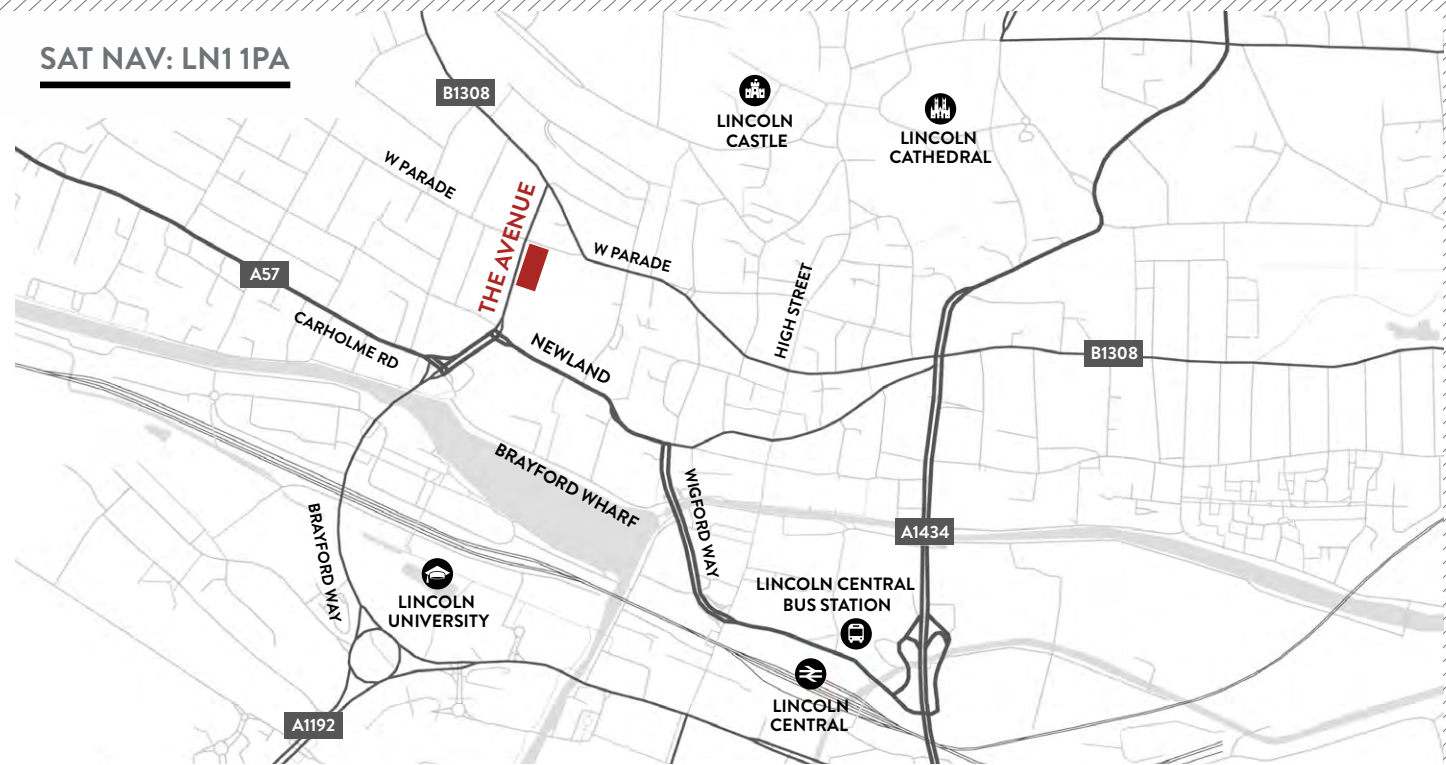 SAT NAV: LN1 1PA
B1308
LINCOLN
CASTLE
LINCOLN
CATHEDRAL
W PARADE
THE AVENUE
W PARADE
A57
HIGH STREET
CARHOLME RD
NEWLAND
B1308
BRAYFORD WHARF
WIGFORD WAY
A1434
BRAYFORD WAY
LINCOLN
UNIVERSITY
LINCOLN CENTRAL
BUS STATION
LINCOLN
CENTRAL
A1192